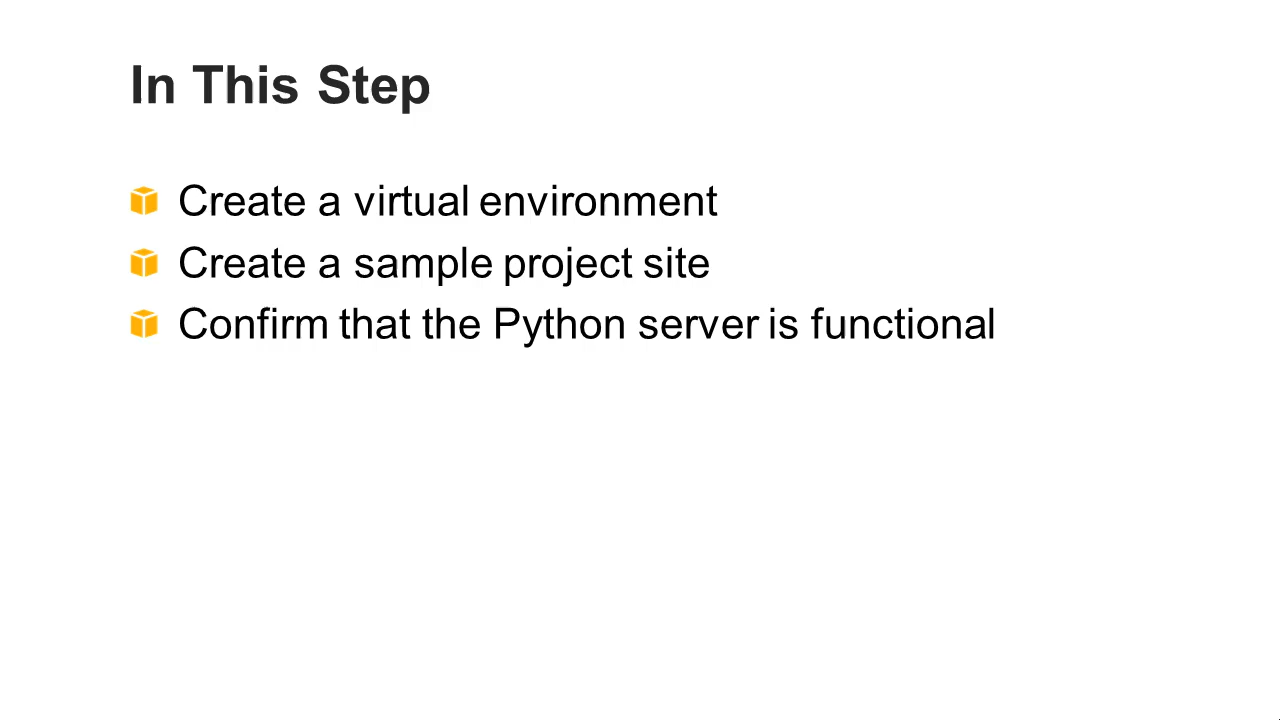 In This Step
Create a virtual environment
Create a sample project site
Confirm that the Python server is functional